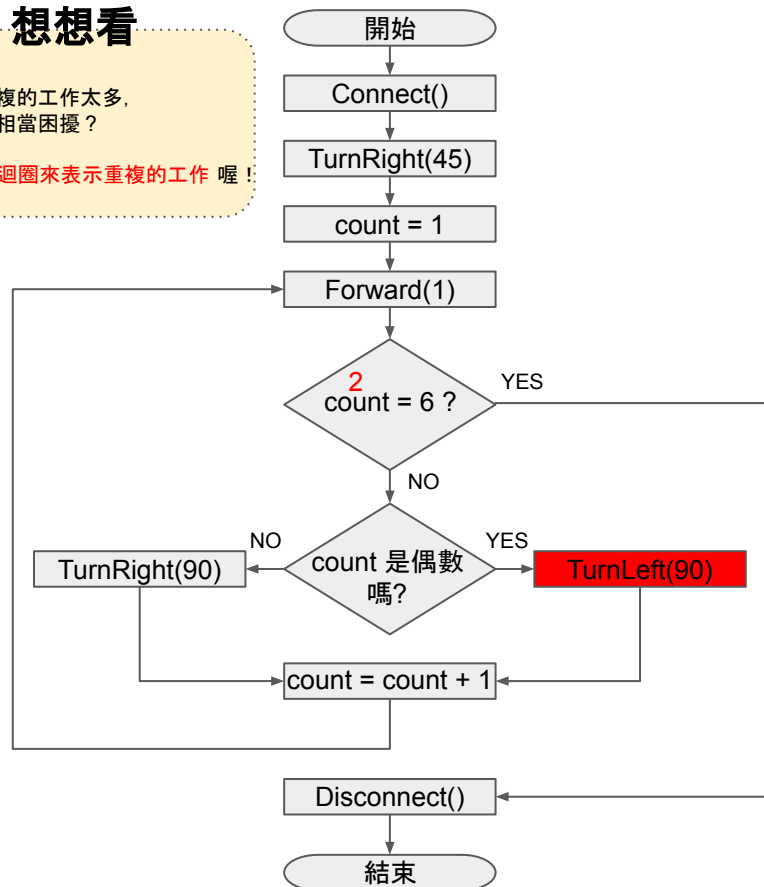 想想看
複的工作太多,
相當困擾？
迴圈來表示重複的工作 喔！
開始
Connect()
TurnRight(45)
count = 1
Forward(1)
2
count = 6 ?
YES
NO
count 是偶數
嗎?
NO
YES
TurnRight(90)
TurnLeft(90)
count = count + 1
Disconnect()
結束